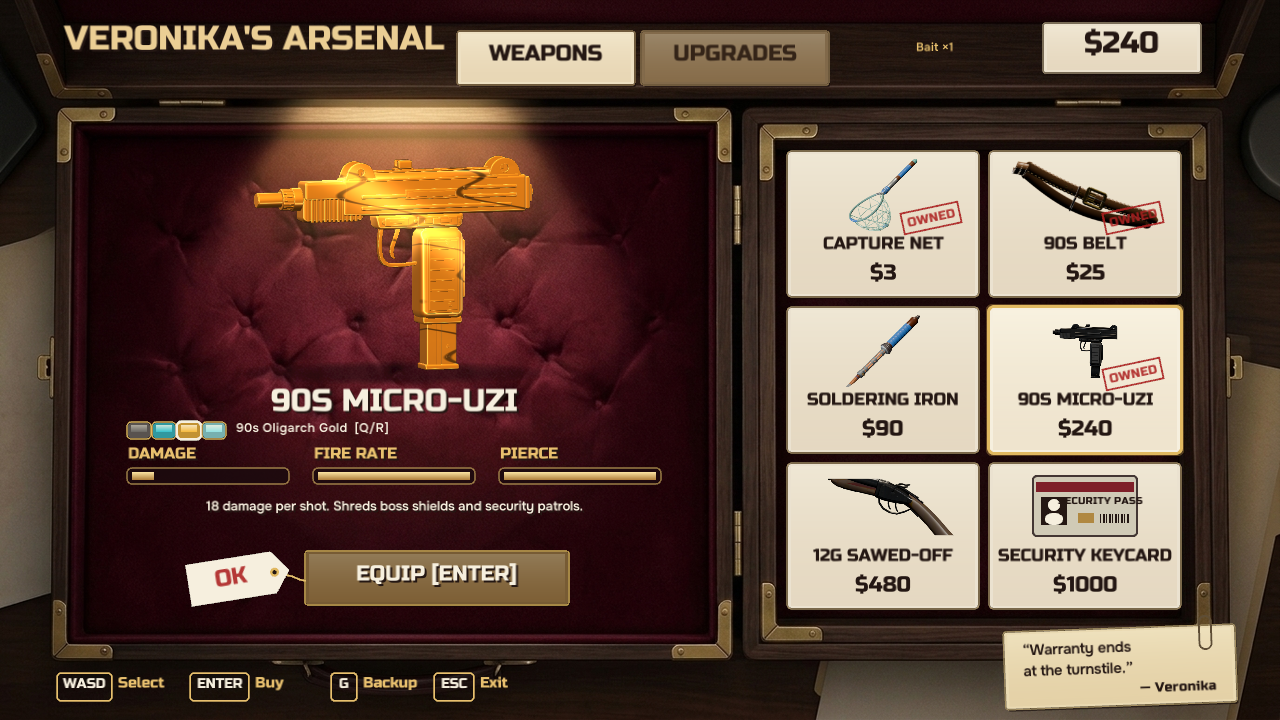 VERONIKA'S ARSENAL
WEAPONS
UPGRADES
Bait ×1
$240
OWNED
CAPTURE NET
$3
OWNED
90S BELT
$25
SOLDERING IRON
$90
OWNED
90S MICRO-UZI
$240
12G SAWED-OFF
$480
ECURITY PASS
SECURITY KEYCARD
$1000
90S MICRO-UZI
90s Oligarch Gold [Q/R]
DAMAGE
FIRE RATE
PIERCE
18 damage per shot. Shreds boss shields and security patrols.
OK
EQUIP [ENTER]
WASD Select
ENTER Buy
G Backup
ESC Exit
“Warranty ends
at the turnstile.”
— Veronika